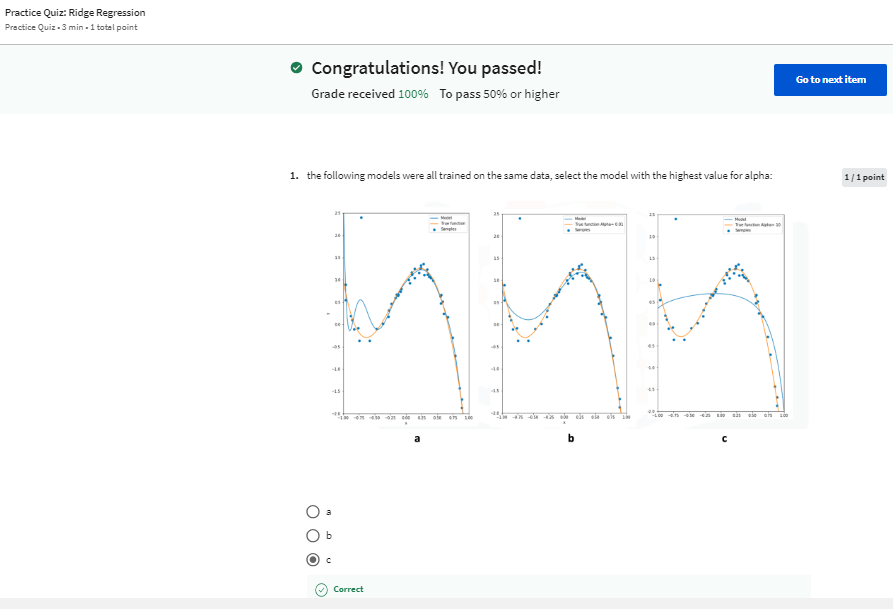 Practice Quiz: Ridge Regression
Practice Quiz • 3 min • 1 total point
Congratulations! You passed!
Go to next item
Grade received 100% To pass 50% or higher
1. the following models were all trained on the same data, select the model with the highest value for alpha:
1 / 1 point
Model
True function
Samples
Model
True function Alpha= 0.01
Samples
Model
True function Alpha= 10
Samples
a
b
c
a
b
c
Correct